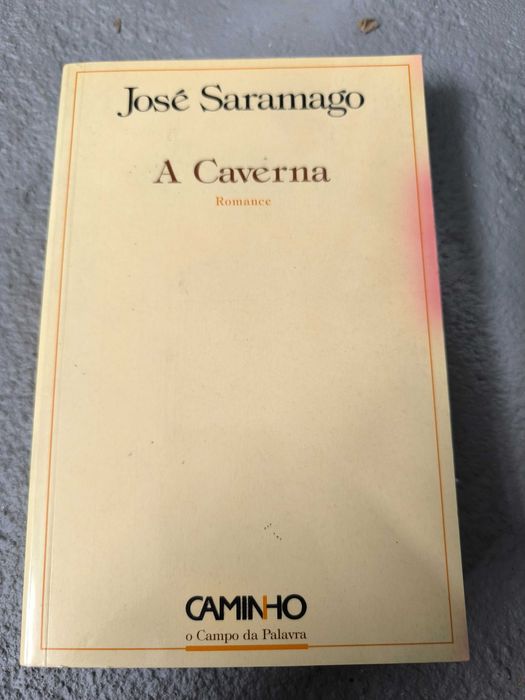 José Saramago
A Caverna
Romance
CAMINHO
o Campo da Palavra